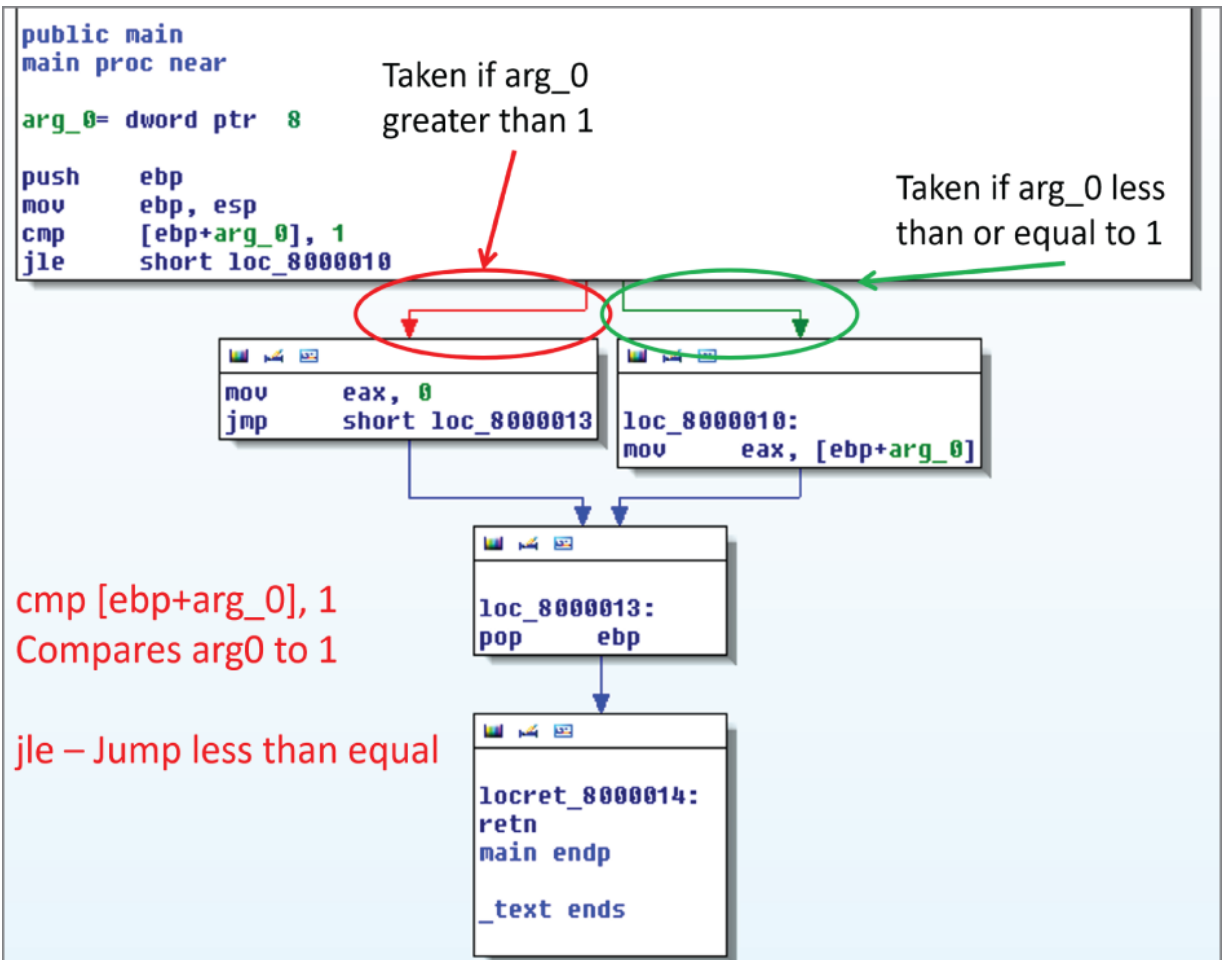 public main
main proc near
arg_0= dword ptr 8
push ebp
mov ebp, esp
cmp [ebp+arg_0], 1
jle short loc_8000010
Taken if arg_0
greater than 1
Taken if arg_0 less
than or equal to 1
mov eax, 0
jmp short loc_8000013
loc_8000010:
mov eax, [ebp+arg_0]
loc_8000013:
pop ebp
cmp [ebp+arg_0], 1
Compares arg0 to 1
jle – Jump less than equal
locret_8000014:
retn
main endp
_text ends